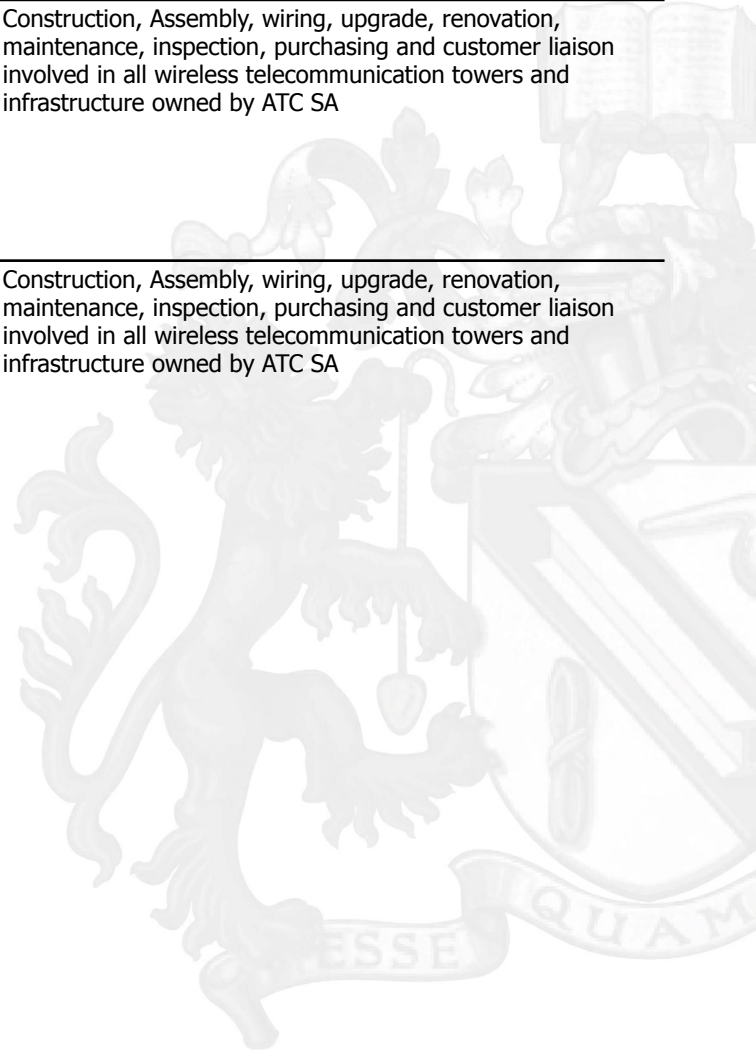 Construction, Assembly, wiring, upgrade, renovation,
maintenance, inspection, purchasing and customer liaison
involved in all wireless telecommunication towers and
infrastructure owned by ATC SA
Construction, Assembly, wiring, upgrade, renovation,
maintenance, inspection, purchasing and customer liaison
involved in all wireless telecommunication towers and
infrastructure owned by ATC SA
ESSE QUAM